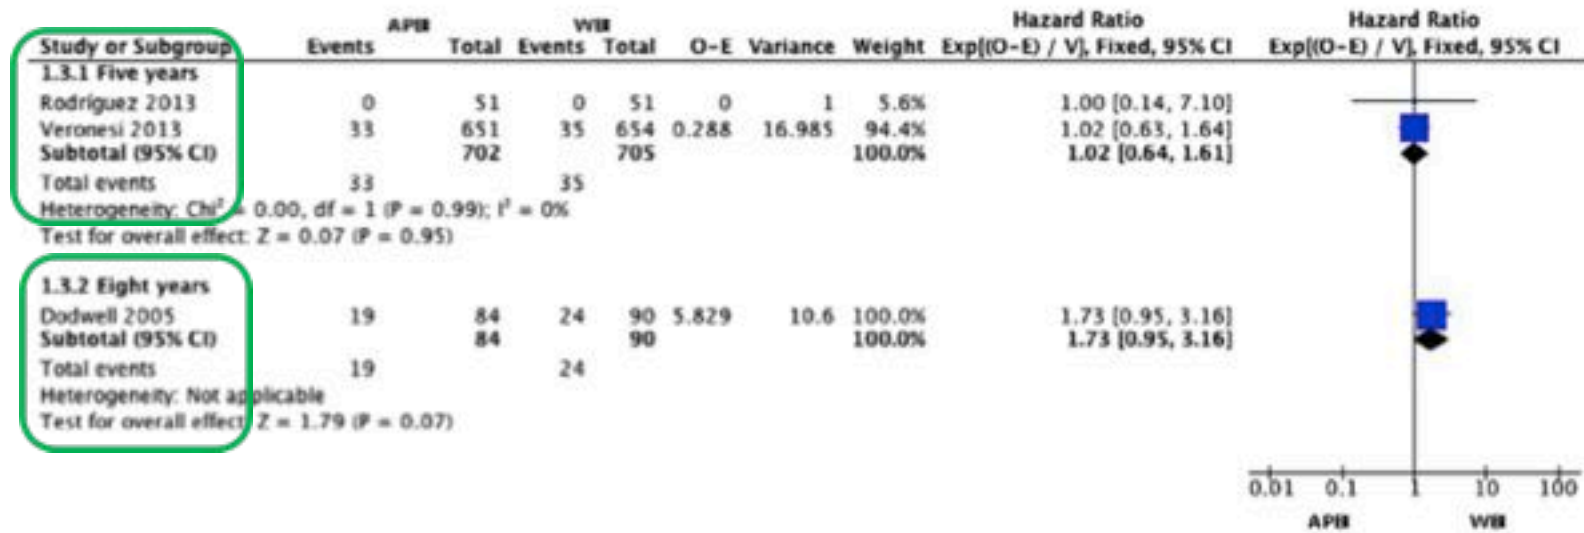 APBI WBI Hazard Ratio Hazard Ratio
Study or Subgroup Events Total Events Total O-E Variance Weight Exp[(O-E) / V], Fixed, 95% CI Exp[(O-E) / V], Fixed, 95% CI
1.3.1 Five years
Rodríguez 2013 0 51 0 51 0 1 5.6% 1.00 [0.14, 7.10]
Veronesi 2013 33 651 35 654 0.288 16.985 94.4% 1.02 [0.63, 1.64]
Subtotal (95% CI) 702 705 100.0% 1.02 [0.64, 1.61]
Total events 33 35
Heterogeneity: Chi² = 0.00, df = 1 (P = 0.99); I² = 0%
Test for overall effect: Z = 0.07 (P = 0.95)
1.3.2 Eight years
Dodwell 2005 19 84 24 90 5.829 10.6 100.0% 1.73 [0.95, 3.16]
Subtotal (95% CI) 84 90 100.0% 1.73 [0.95, 3.16]
Total events 19 24
Heterogeneity: Not applicable
Test for overall effect: Z = 1.79 (P = 0.07)
0.01 0.1 1 10 100
APBI WBI